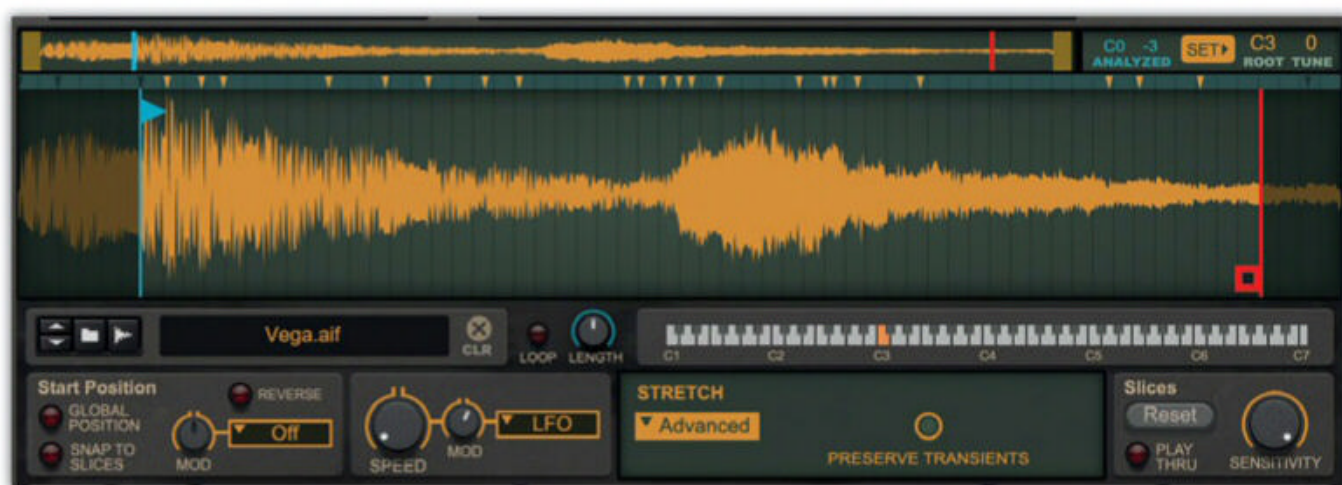 C0 -3 SET C3 0
ANALYZED ROOT TUNE
Vega.aif
CLR
LOOP
LENGTH
C1 C2 C3 C4 C5 C6 C7
Start Position
GLOBAL
POSITION
SNAP TO
SLICES
REVERSE
MOD
Off
SPEED
MOD
LFO
STRETCH
Advanced
PRESERVE TRANSIENTS
Slices
Reset
PLAY
THRU
SENSITIVITY